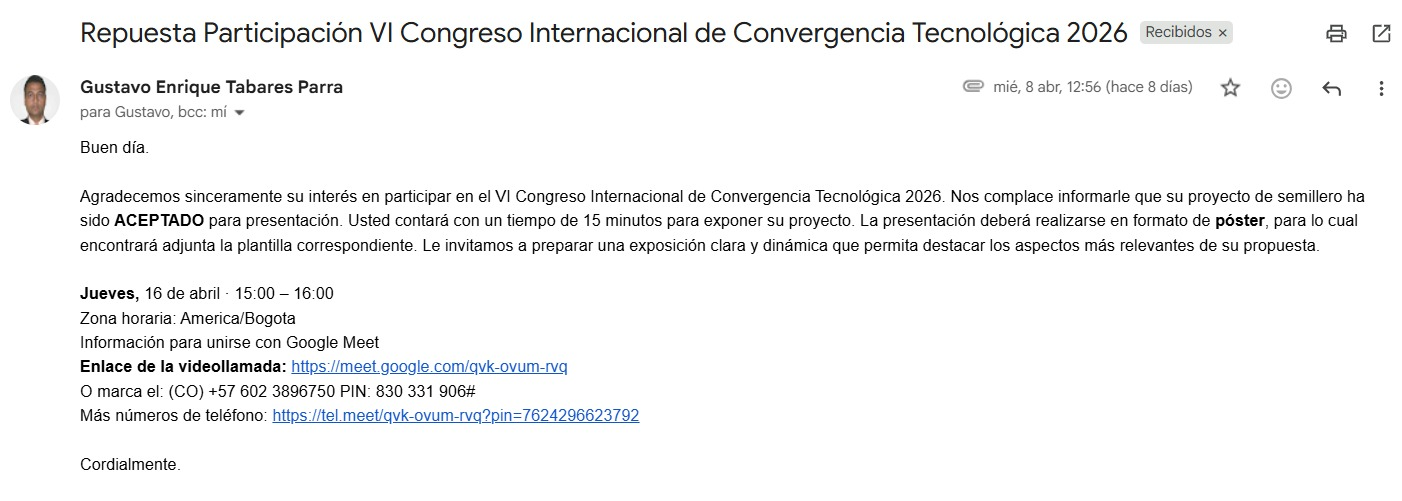 Repuesta Participación VI Congreso Internacional de Convergencia Tecnológica 2026 Recibidos ×
Gustavo Enrique Tabares Parra mié, 8 abr, 12:56 (hace 8 días)
para Gustavo, bcc: mí
Buen día.
Agradecemos sinceramente su interés en participar en el VI Congreso Internacional de Convergencia Tecnológica 2026. Nos complace informarle que su proyecto de semillero ha
sido ACEPTADO para presentación. Usted contará con un tiempo de 15 minutos para exponer su proyecto. La presentación deberá realizarse en formato de póster, para lo cual
encontrará adjunta la plantilla correspondiente. Le invitamos a preparar una exposición clara y dinámica que permita destacar los aspectos más relevantes de su propuesta.
Jueves, 16 de abril · 15:00 – 16:00
Zona horaria: America/Bogota
Información para unirse con Google Meet
Enlace de la videollamada: https://meet.google.com/qvk-ovum-rvq
O marca el: (CO) +57 602 3896750 PIN: 830 331 906#
Más números de teléfono: https://tel.meet/qvk-ovum-rvq?pin=7624296623792
Cordialmente.